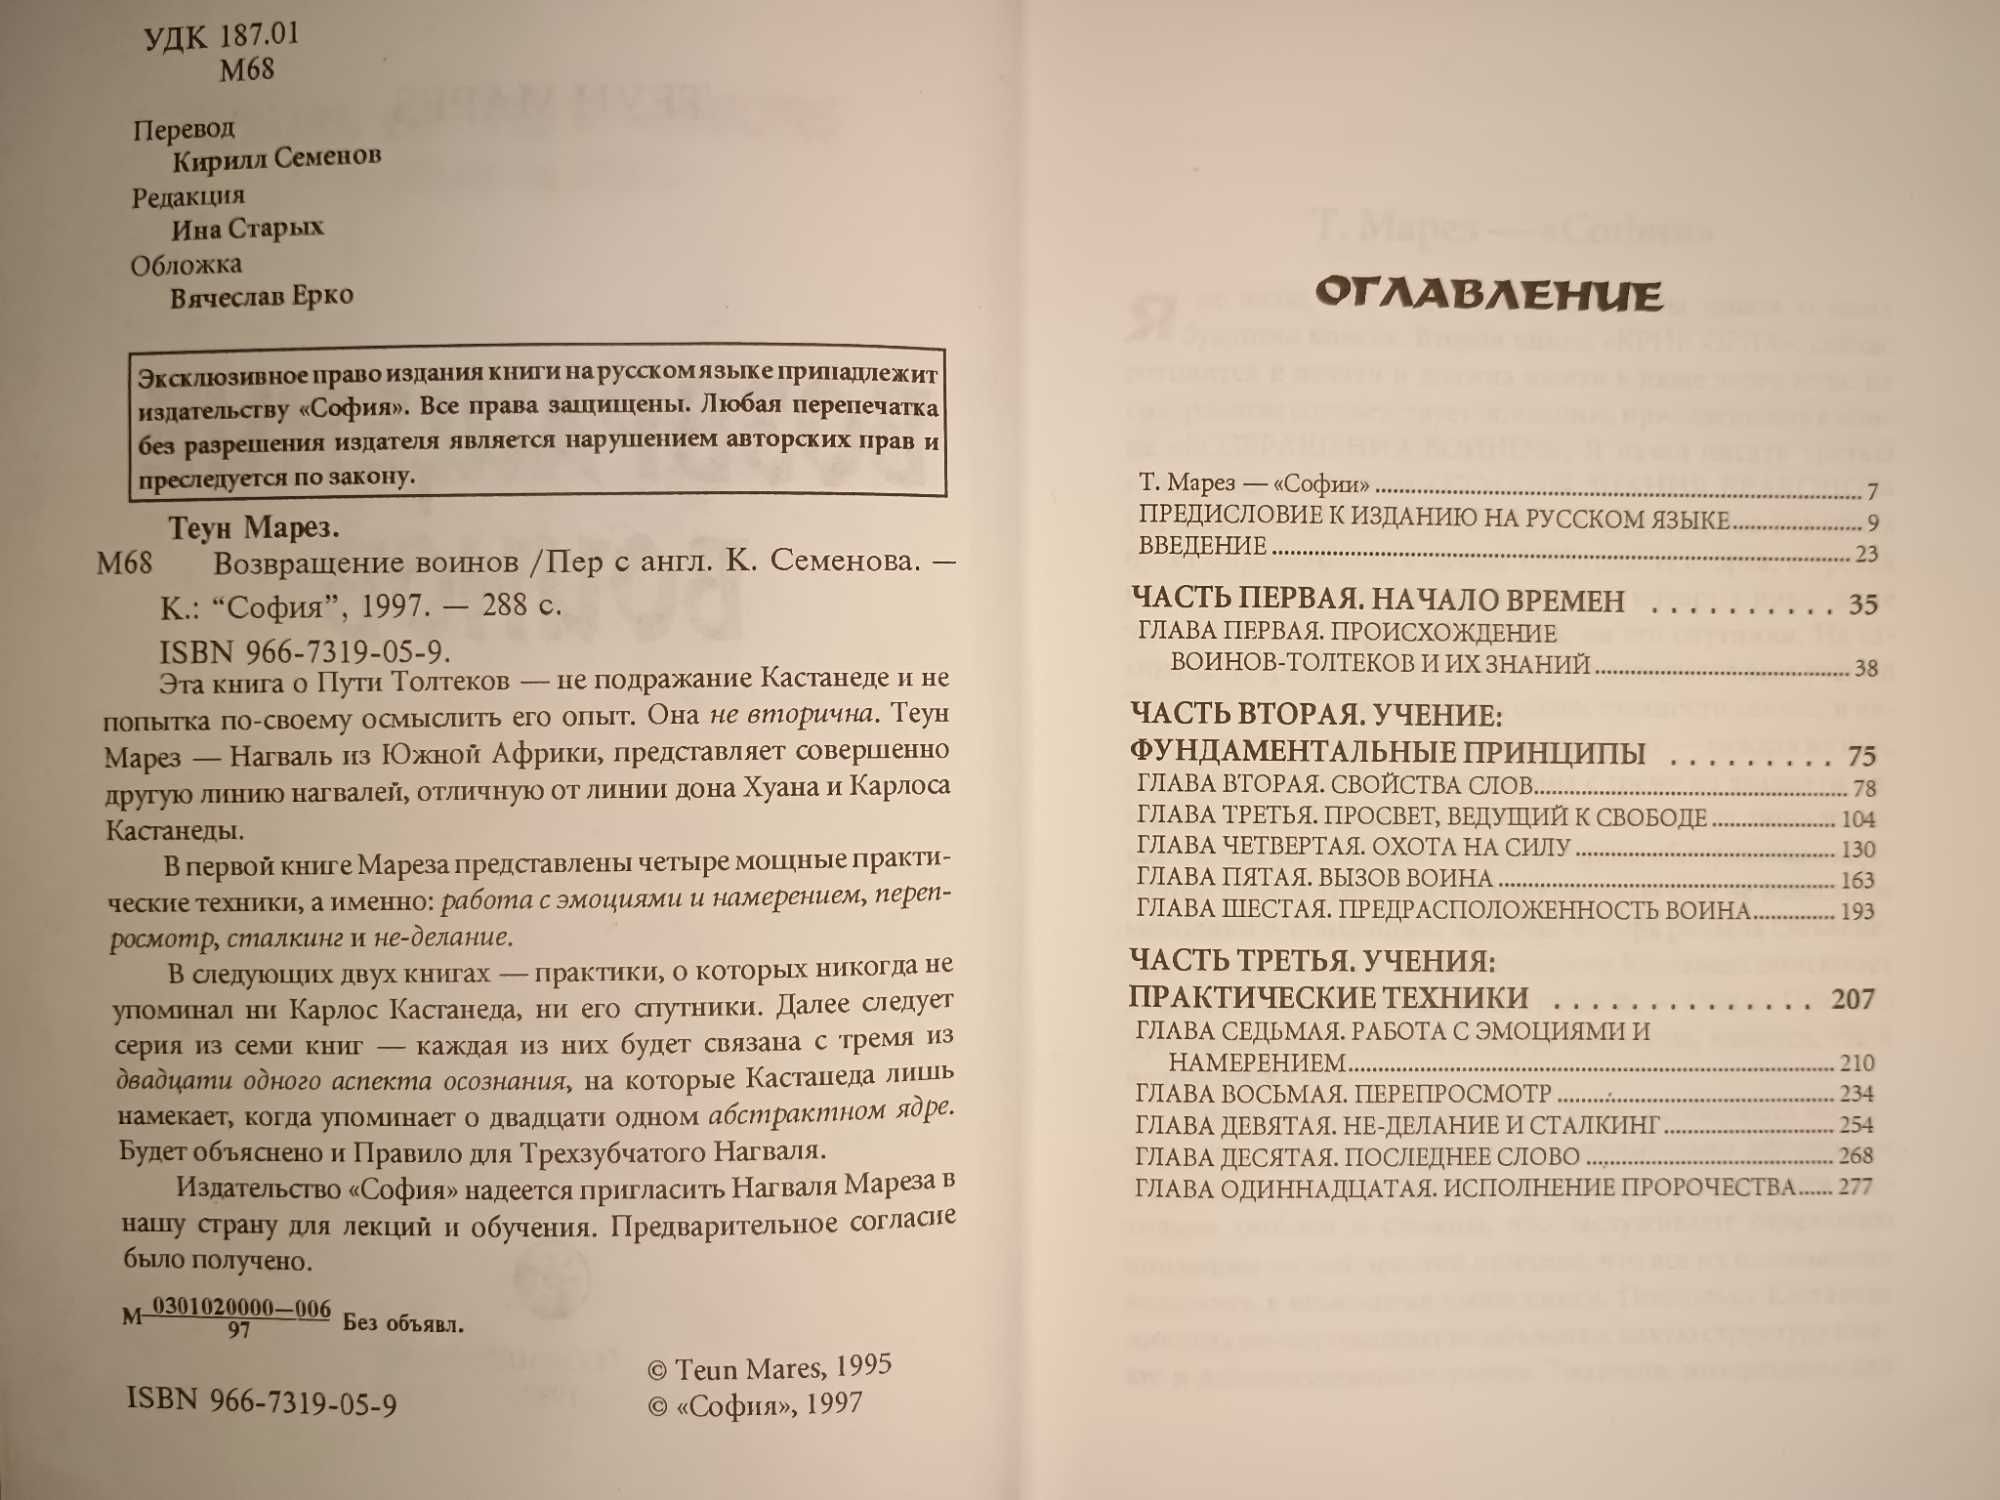 УДК 187.01
М68
Перевод
Кирилл Семенов
Редакция
Ина Старых
Обложка
Вячеслав Ерко
Эксклюзивное право издания книги на русском языке принадлежит
издательству «София». Все права защищены. Любая перепечатка
без разрешения издателя является нарушением авторских прав и
преследуется по закону.
Теун Марез.
М68 Возвращение воинов /Пер с англ. К. Семенова. —
К.: “София”, 1997. — 288 с.
ISBN 966-7319-05-9.
Эта книга о Пути Толтеков — не подражание Кастанеде и не
попытка по-своему осмыслить его опыт. Она не вторична. Теун
Марез — Нагваль из Южной Африки, представляет совершенно
другую линию нагвалей, отличную от линии дона Хуана и Карлоса
Кастанеды.
В первой книге Мареза представлены четыре мощные практи-
ческие техники, а именно: работа с эмоциями и намерением, переп-
росмотр, сталкинг и не-делание.
В следующих двух книгах — практики, о которых никогда не
упоминал ни Карлос Кастанеда, ни его спутники. Далее следует
серия из семи книг — каждая из них будет связана с тремя из
двадцати одного аспекта осознания, на которые Кастанеда лишь
намекает, когда упоминает о двадцати одном абстрактном ядре.
Будет объяснено и Правило для Трехзубчатого Нагваля.
Издательство «София» надеется пригласить Нагваля Мареза в
нашу страну для лекций и обучения. Предварительное согласие
было получено.
М 0301020000—006
97 Без объявл.
ISBN 966-7319-05-9
© Teun Mares, 1995
© «София», 1997
ОГЛАВЛЕНИЕ
Т. Марез — «Софии» 7
ПРЕДИСЛОВИЕ К ИЗДАНИЮ НА РУССКОМ ЯЗЫКЕ 9
ВВЕДЕНИЕ 23
ЧАСТЬ ПЕРВАЯ. НАЧАЛО ВРЕМЕН 35
ГЛАВА ПЕРВАЯ. ПРОИСХОЖДЕНИЕ
ВОИНОВ-ТОЛТЕКОВ И ИХ ЗНАНИЙ 38
ЧАСТЬ ВТОРАЯ. УЧЕНИЕ:
ФУНДАМЕНТАЛЬНЫЕ ПРИНЦИПЫ 75
ГЛАВА ВТОРАЯ. СВОЙСТВА СЛОВ 78
ГЛАВА ТРЕТЬЯ. ПРОСВЕТ, ВЕДУЩИЙ К СВОБОДЕ 104
ГЛАВА ЧЕТВЕРТАЯ. ОХОТА НА СИЛУ 130
ГЛАВА ПЯТАЯ. ВЫЗОВ ВОИНА 163
ГЛАВА ШЕСТАЯ. ПРЕДРАСПОЛОЖЕННОСТЬ ВОИНА 193
ЧАСТЬ ТРЕТЬЯ. УЧЕНИЯ:
ПРАКТИЧЕСКИЕ ТЕХНИКИ 207
ГЛАВА СЕДЬМАЯ. РАБОТА С ЭМОЦИЯМИ И
НАМЕРЕНИЕМ 210
ГЛАВА ВОСЬМАЯ. ПЕРЕПРОСМОТР 234
ГЛАВА ДЕВЯТАЯ. НЕ-ДЕЛАНИЕ И СТАЛКИНГ 254
ГЛАВА ДЕСЯТАЯ. ПОСЛЕДНЕЕ СЛОВО 268
ГЛАВА ОДИННАДЦАТАЯ. ИСПОЛНЕНИЕ ПРОРОЧЕСТВА 277